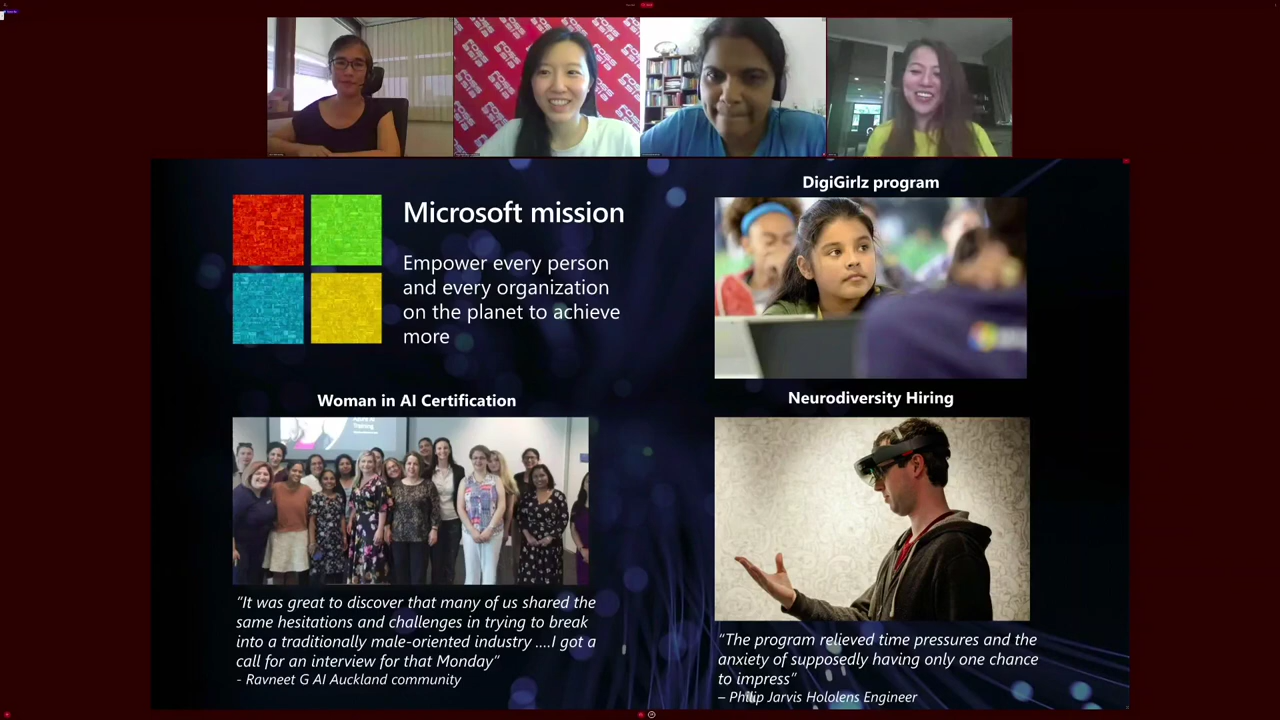 FOSS
ASIA
Microsoft mission
Empower every person
and every organization
on the planet to achieve
more
DigiGirlz program
Woman in AI Certification
Training
"It was great to discover that many of us shared the
same hesitations and challenges in trying to break
into a traditionally male-oriented industry ....I got a
call for an interview for that Monday"
- Ravneet G AI Auckland community
Neurodiversity Hiring
"The program relieved time pressures and the
anxiety of supposedly having only one chance
to impress"
– Philip Jarvis Hololens Engineer